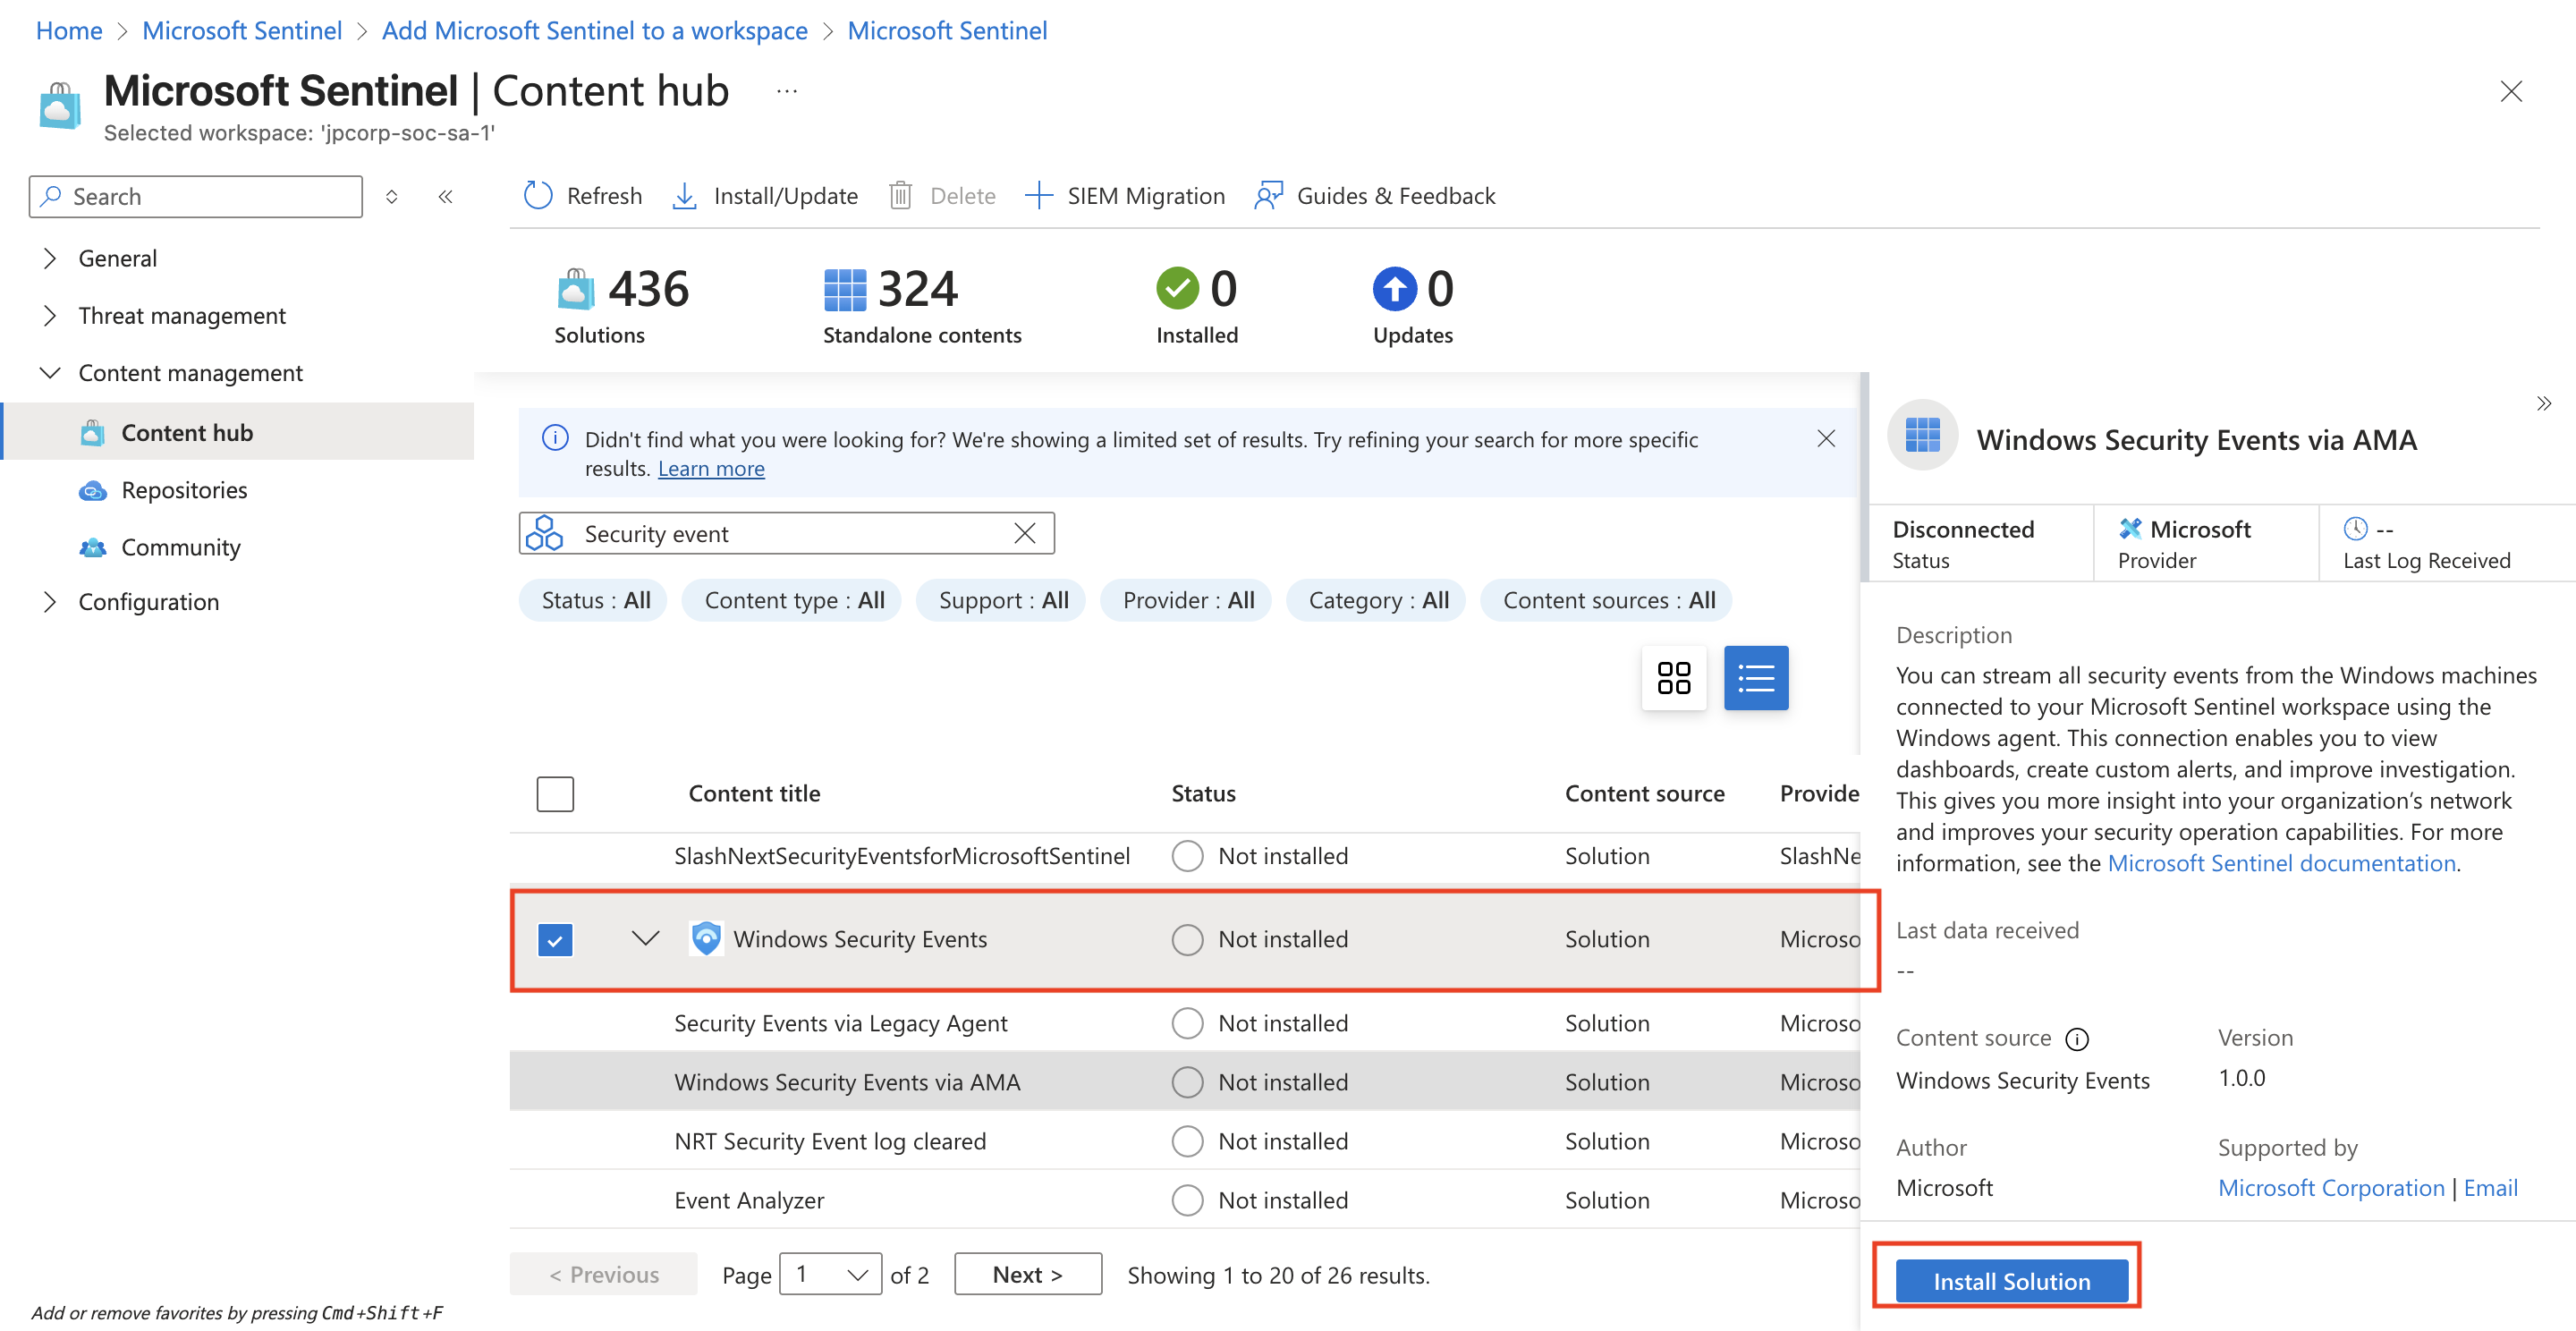 Home > Microsoft Sentinel > Add Microsoft Sentinel to a workspace > Microsoft Sentinel
Microsoft Sentinel | Content hub ...
Selected workspace: 'jpcorp-soc-sa-1'
Search
General
Threat management
Content management
Content hub
Repositories
Community
Configuration
Add or remove favorites by pressing Cmd+Shift+F
Refresh Install/Update Delete SIEM Migration Guides & Feedback
436 324 0 0
Solutions Standalone contents Installed Updates
Didn't find what you were looking for? We're showing a limited set of results. Try refining your search for more specific
results. Learn more
Security event
Status : All Content type : All Support : All Provider : All Category : All Content sources : All
Content title Status Content source Provide
SlashNextSecurityEventsforMicrosoftSentinel Not installed Solution SlashNe
Windows Security Events Not installed Solution Microso
Security Events via Legacy Agent Not installed Solution Microso
Windows Security Events via AMA Not installed Solution Microso
NRT Security Event log cleared Not installed Solution Microso
Event Analyzer Not installed Solution Microso
< Previous Page 1 of 2 Next > Showing 1 to 20 of 26 results.
Windows Security Events via AMA
Disconnected Microsoft --
Status Provider Last Log Received
Description
You can stream all security events from the Windows machines
connected to your Microsoft Sentinel workspace using the
Windows agent. This connection enables you to view
dashboards, create custom alerts, and improve investigation.
This gives you more insight into your organization’s network
and improves your security operation capabilities. For more
information, see the Microsoft Sentinel documentation.
Last data received
--
Content source Version
Windows Security Events 1.0.0
Author Supported by
Microsoft Microsoft Corporation | Email
Install Solution